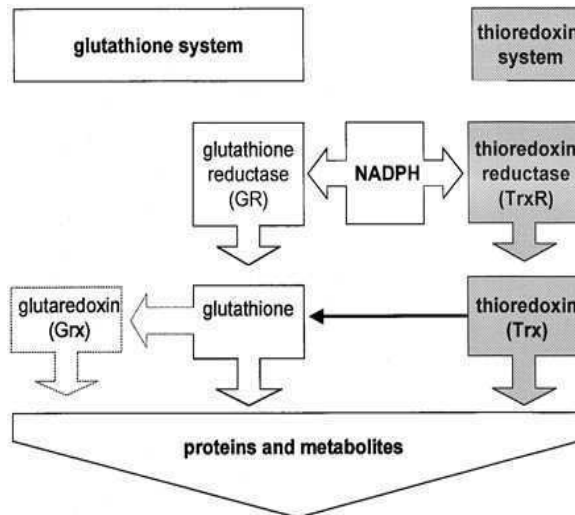 glutathione system
thioredoxin
system
glutathione
reductase
(GR)
NADPH
thioredoxin
reductase
(TrxR)
glutaredoxin
(Grx)
glutathione
thioredoxin
(Trx)
proteins and metabolites